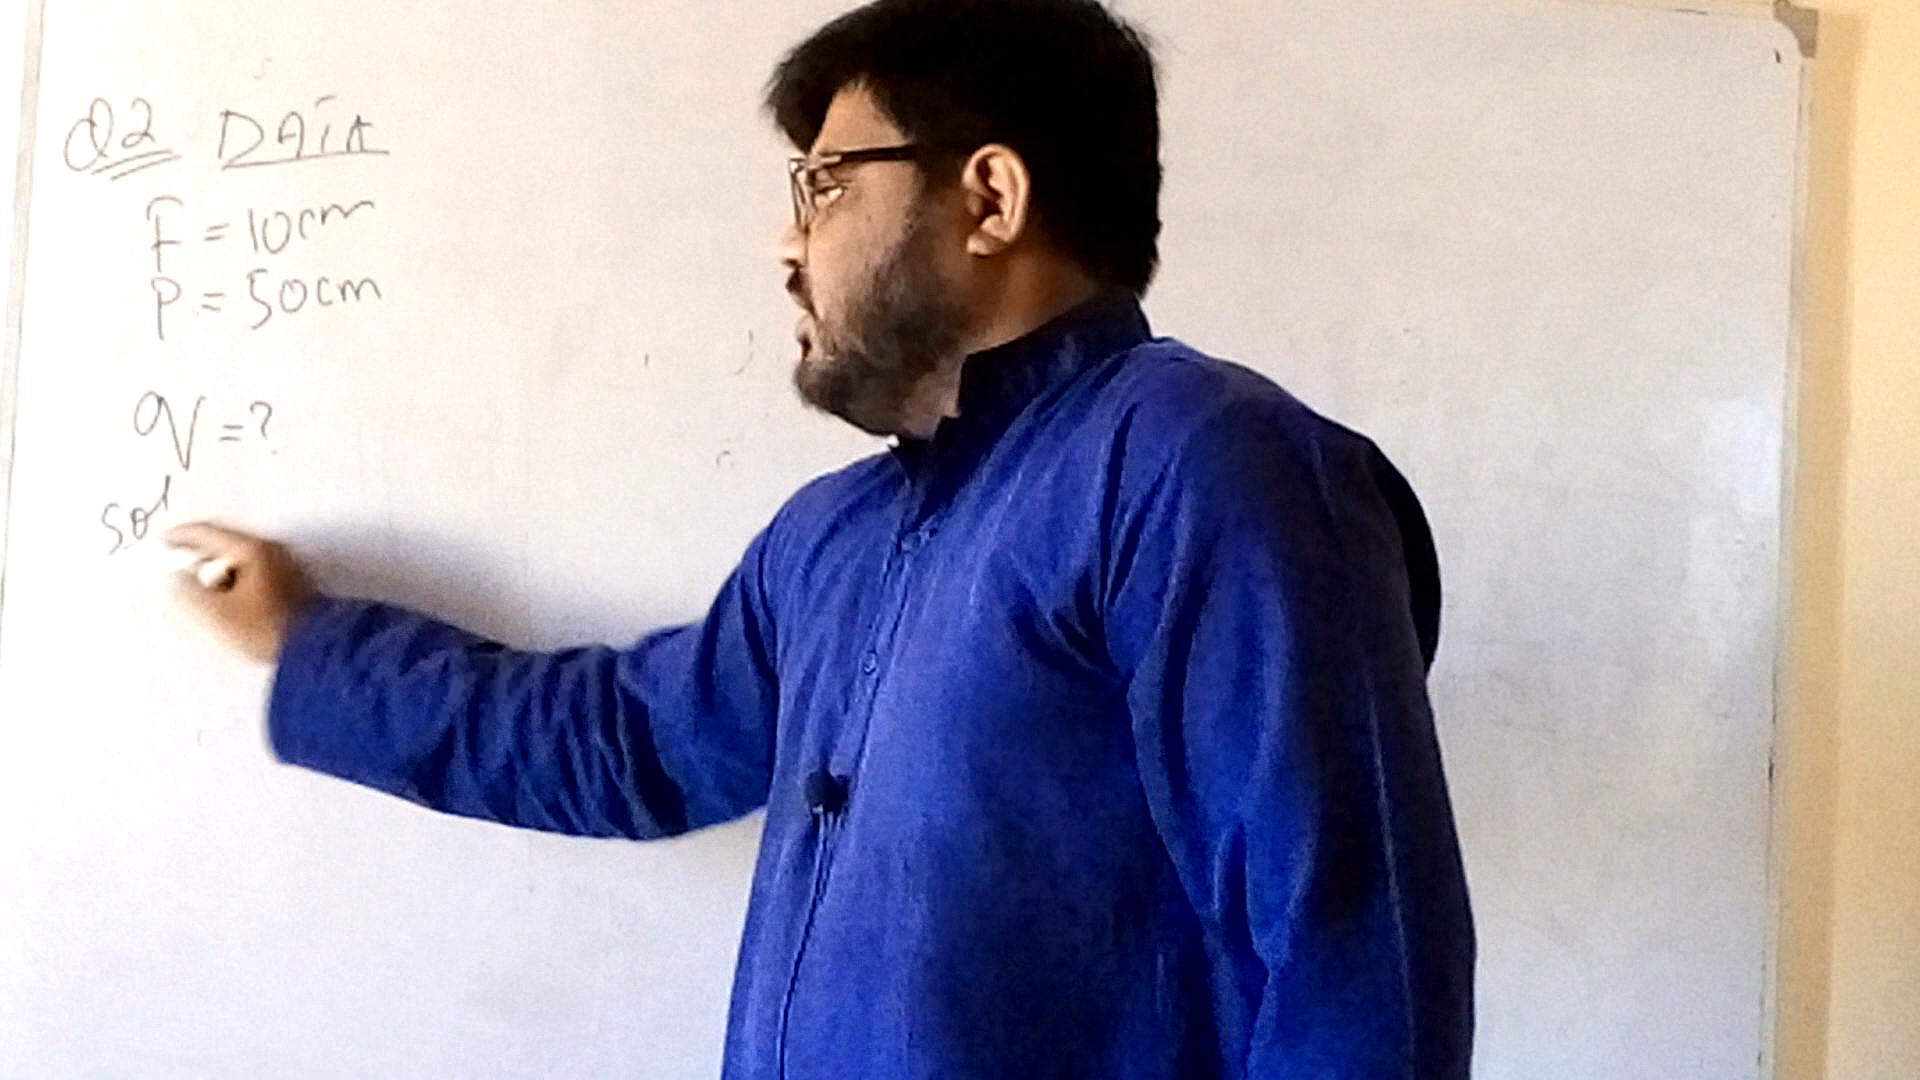 Q2 DATA
F = 10cm
P = 50cm
q = ?
Sol